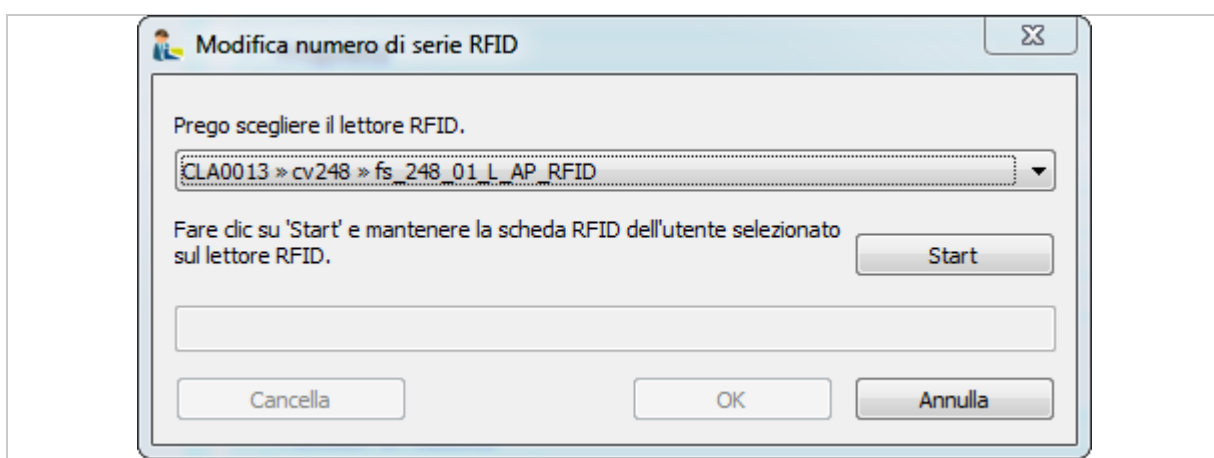 Modifica numero di serie RFID
Prego scegliere il lettore RFID.
CLA0013 » cv248 » fs_248_01_L_AP_RFID
Fare clic su 'Start' e mantenere la scheda RFID dell'utente selezionato
sul lettore RFID.
Start
Cancella
OK
Annulla